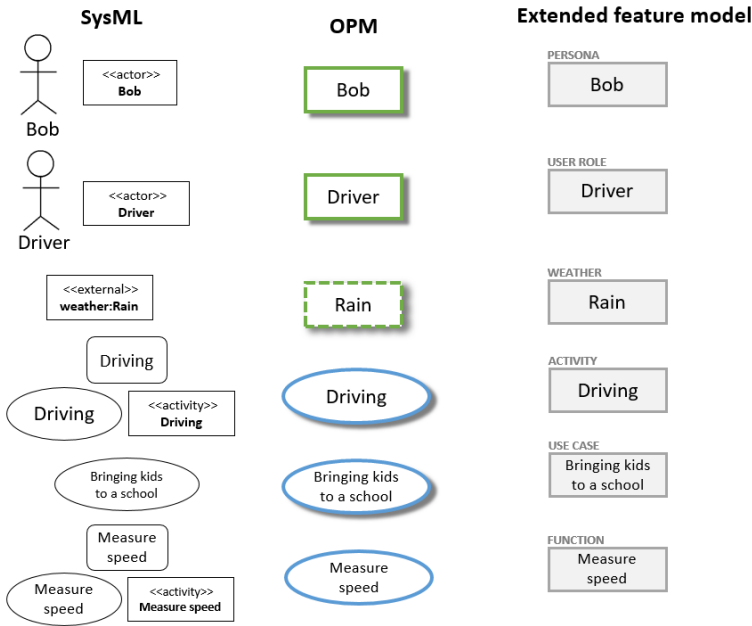 SysML
OPM
Extended feature model
<<actor>>
Bob
Bob
Bob
PERSONA
Bob
<<actor>>
Driver
Driver
Driver
USER ROLE
Driver
<<external>>
weather:Rain
Rain
WEATHER
Rain
Driving
Driving
<<activity>>
Driving
Driving
ACTIVITY
Driving
Bringing kids
to a school
Bringing kids
to a school
USE CASE
Bringing kids
to a school
Measure
speed
Measure
speed
<<activity>>
Measure speed
Measure
speed
FUNCTION
Measure
speed